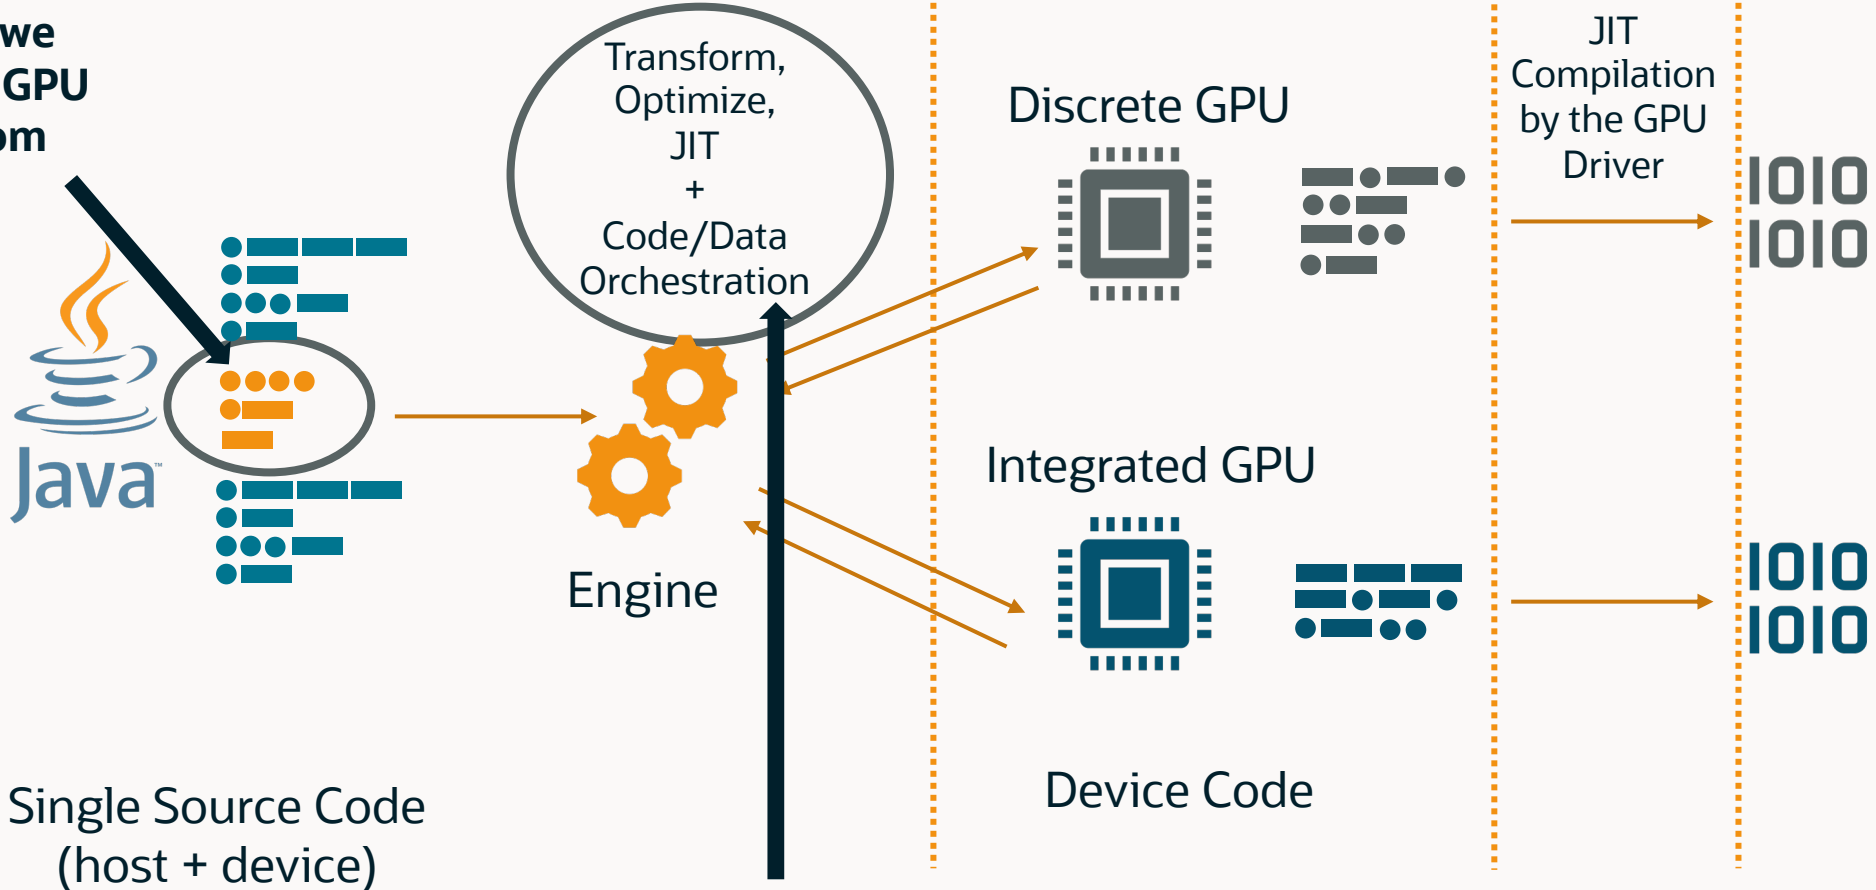 we
GPU
om
Transform,
Optimize,
JIT
+
Code/Data
Orchestration
Discrete GPU
JIT
Compilation
by the GPU
Driver
1010
1010
Java™
Integrated GPU
Engine
1010
1010
Device Code
Single Source Code
(host + device)